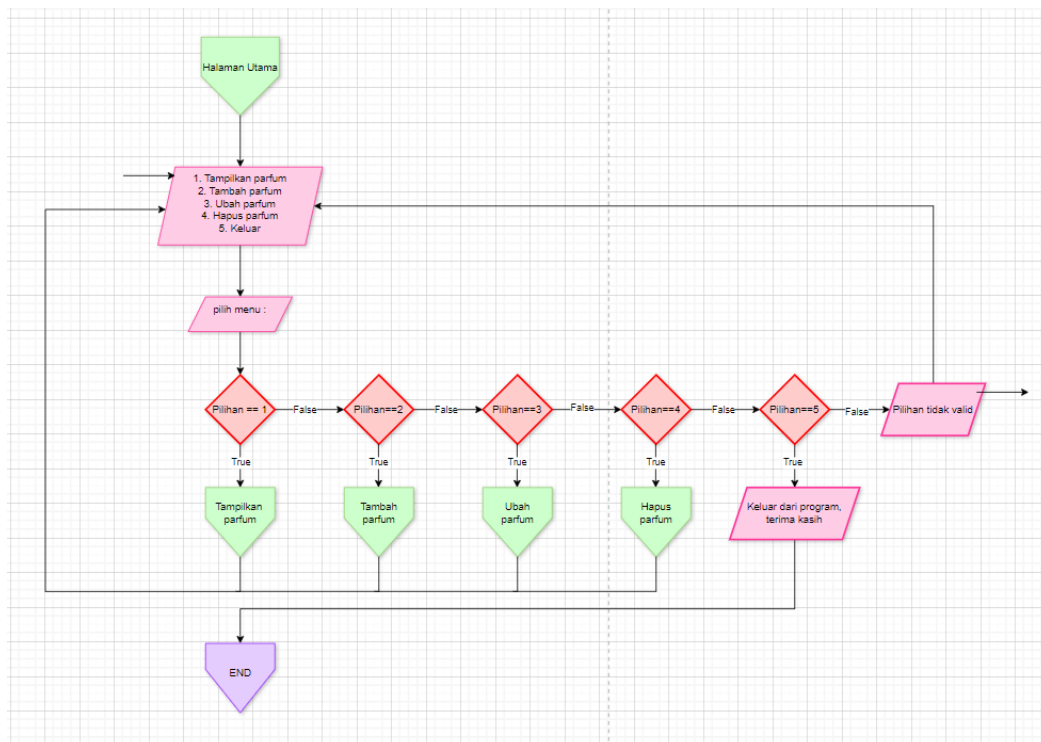 Halaman Utama
1. Tampilkan parfum
2. Tambah parfum
3. Ubah parfum
4. Hapus parfum
5. Keluar
pilih menu :
Pilihan == 1
False
Pilihan==2
False
Pilihan==3
False
Pilihan==4
False
Pilihan==5
False
Pilihan tidak valid
True
True
True
True
True
Tampilkan
parfum
Tambah
parfum
Ubah
parfum
Hapus
parfum
Keluar dari program,
terima kasih
END